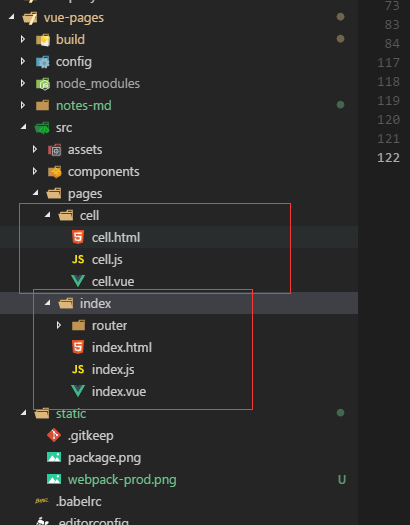 vue-pages
build
config
node_modules
notes-md
src
assets
components
pages
cell
cell.html
JS cell.js
cell.vue
index
router
index.html
JS index.js
index.vue
static
.gitkeep
package.png
webpack-prod.png U
.babelrc
.editorconfig
73
83
84
117
118
119
120
121
122